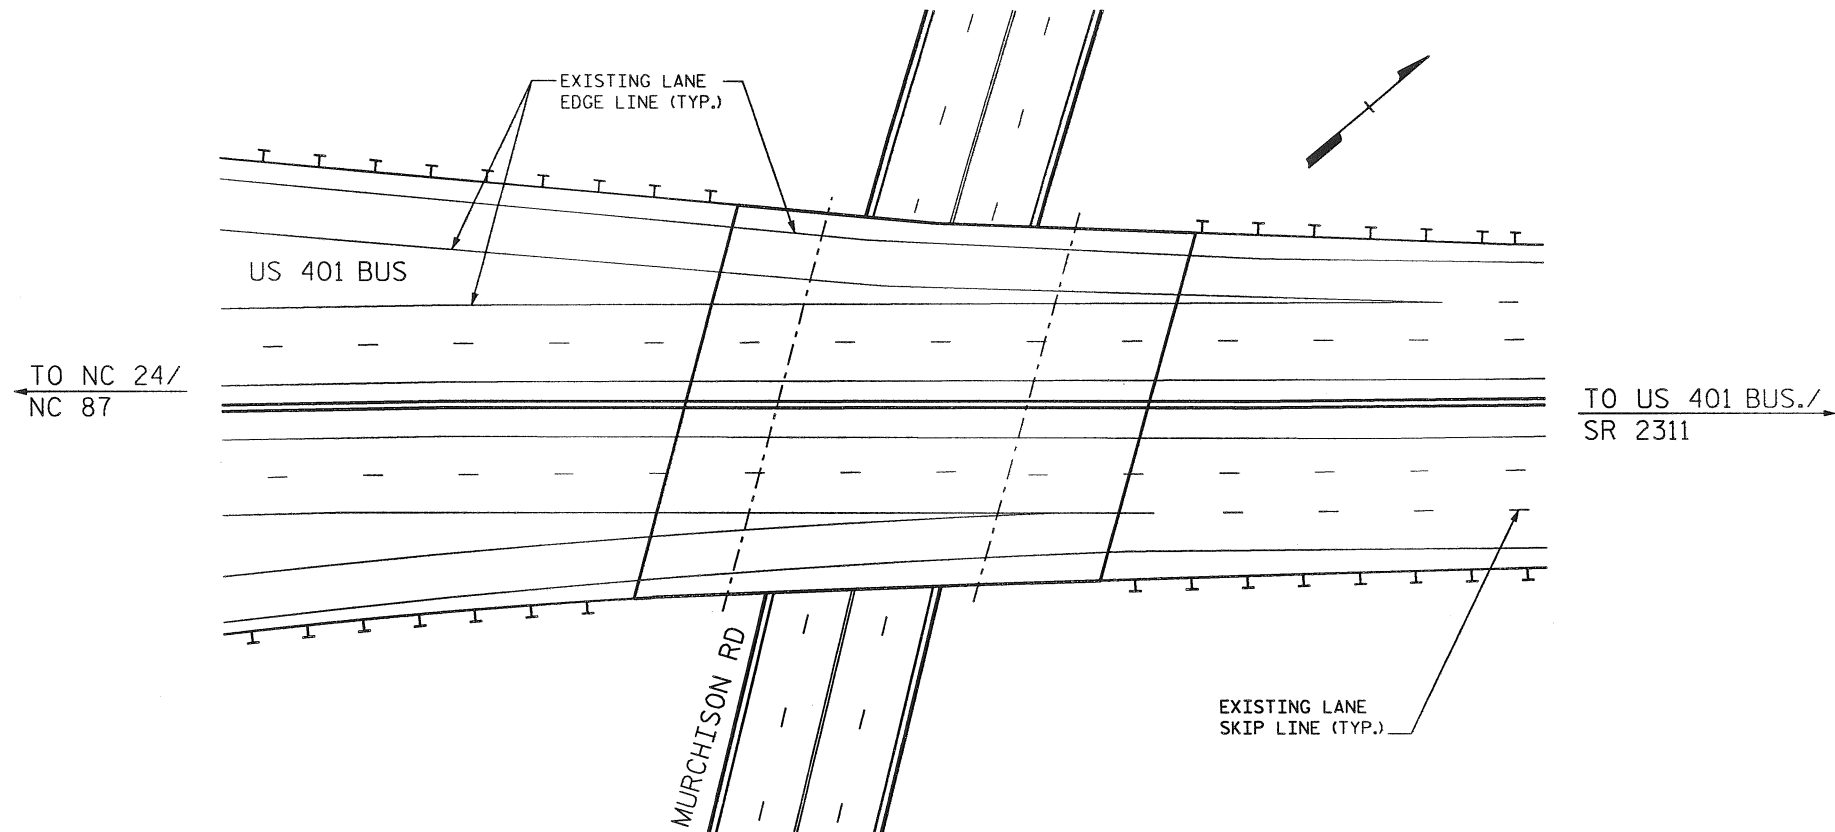 EXISTING LANE
EDGE LINE (TYP.)
US 401 BUS
TO NC 24/
NC 87
TO US 401 BUS./
SR 2311
MURCHISON RD
EXISTING LANE
SKIP LINE (TYP.)